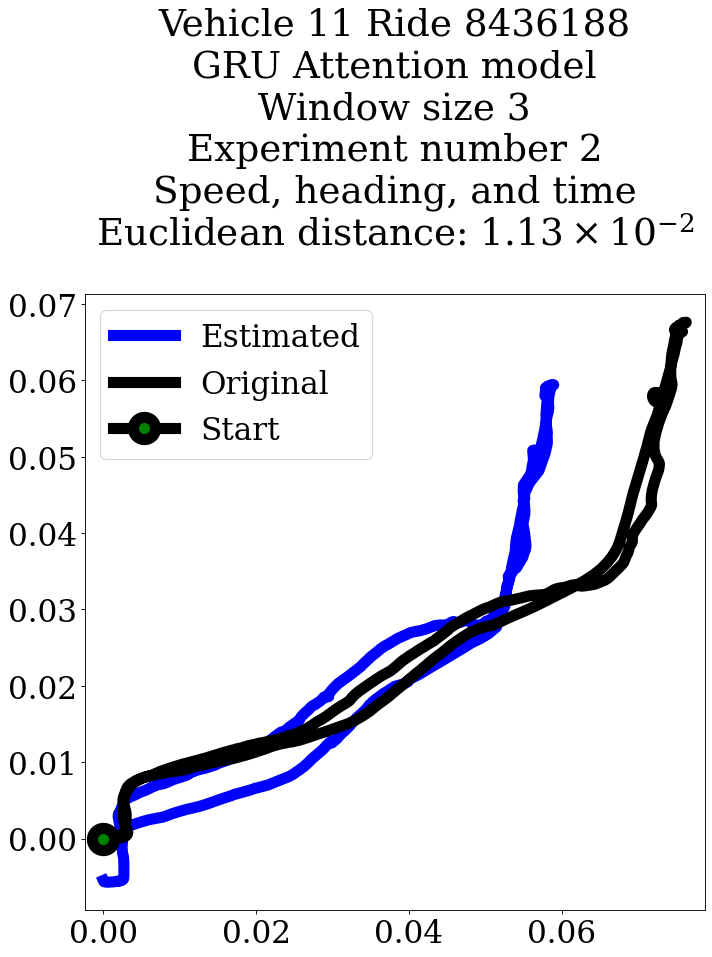 Vehicle 11 Ride 8436188
GRU Attention model
Window size 3
Experiment number 2
Speed, heading, and time
Euclidean distance: 1.13 × 10⁻²
0.07
0.06
0.05
0.04
0.03
0.02
0.01
0.00
Estimated
Original
Start
0.00 0.02 0.04 0.06